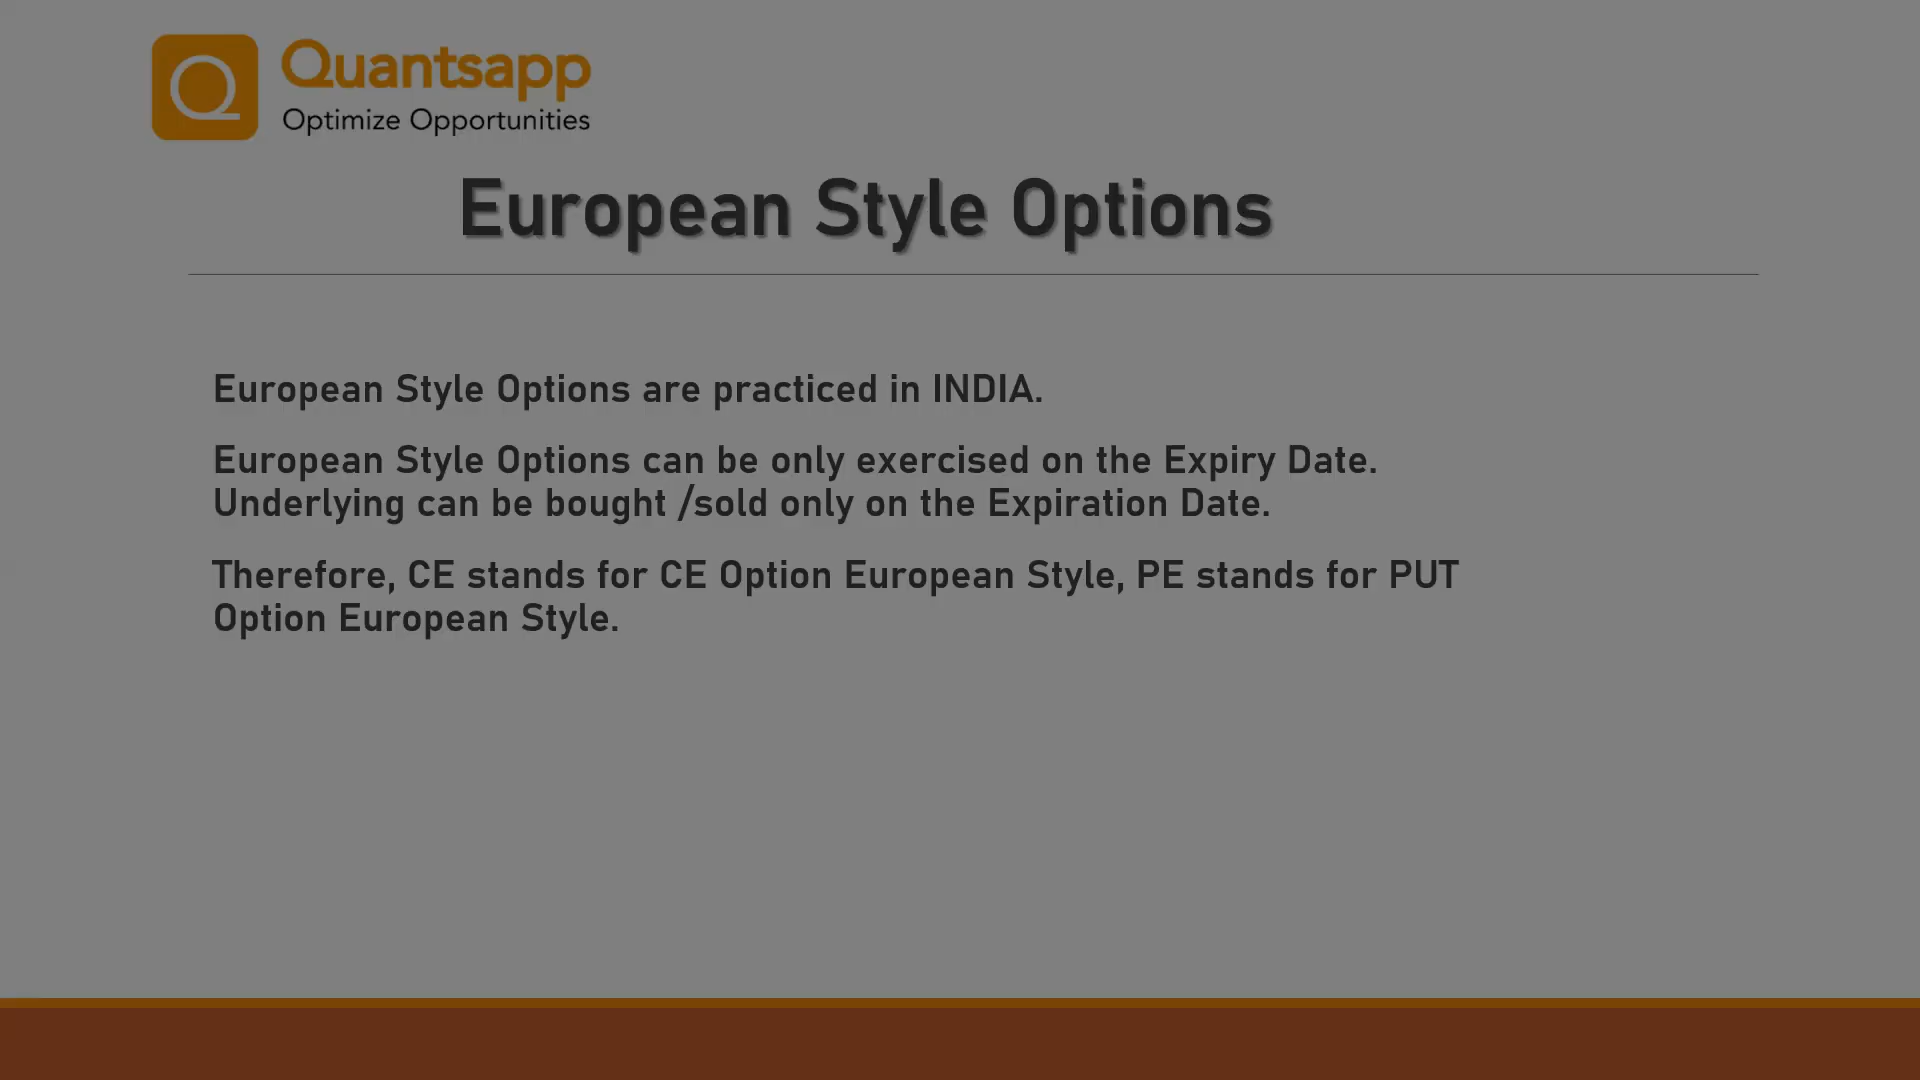 Quantsapp
Optimize Opportunities
European Style Options
European Style Options are practiced in INDIA.
European Style Options can be only exercised on the Expiry Date.
Underlying can be bought /sold only on the Expiration Date.
Therefore, CE stands for CE Option European Style, PE stands for PUT
Option European Style.